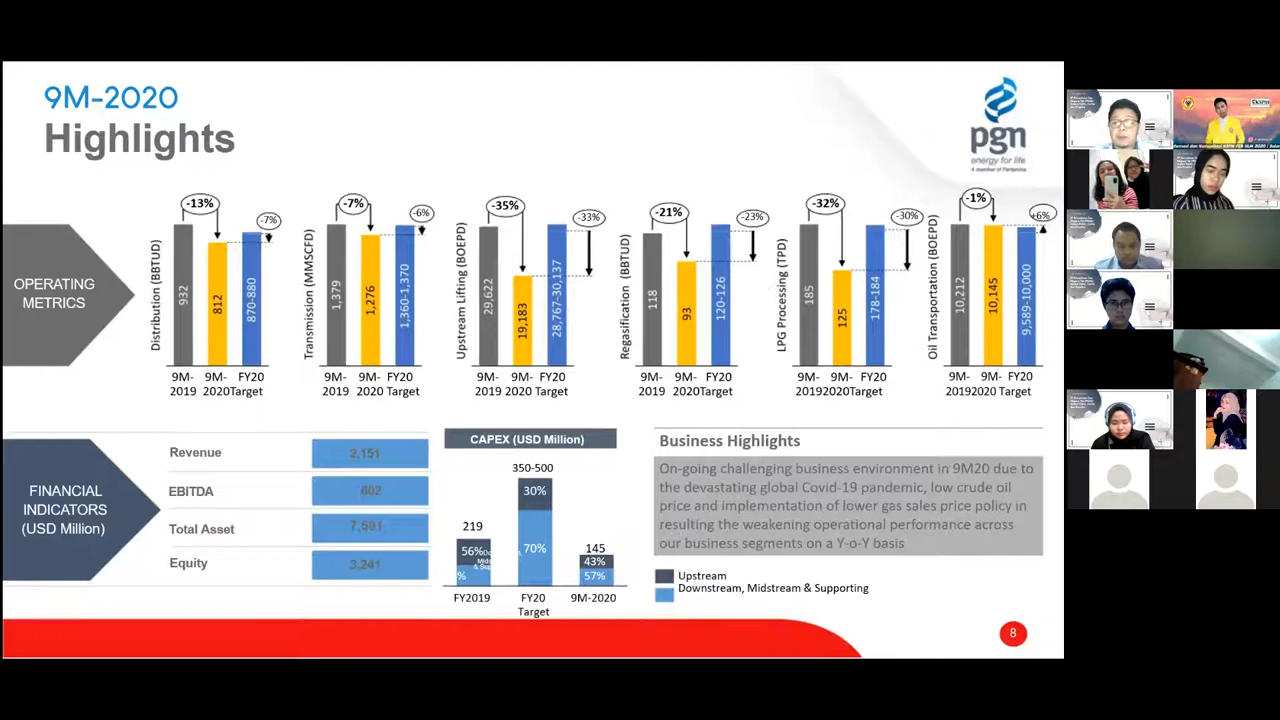 9M-2020
Highlights
pgn
energy for life
A member of Pertamina
OPERATING
METRICS
Distribution (BBTUD)
-13%
-7%
932
812
870-880
9M-2019
9M-2020
FY20 Target
Transmission (MMSCFD)
-7%
-6%
1,379
1,276
1,360-1,370
9M-2019
9M-2020
FY20 Target
Upstream Lifting (BOEPD)
-35%
-33%
29,622
19,183
28,767-30,137
9M-2019
9M-2020
FY20 Target
Regasification (BBTUD)
-21%
-23%
118
93
120-126
9M-2019
9M-2020
FY20 Target
LPG Processing (TPD)
-32%
-30%
185
125
178-184
9M-2019
9M-2020
FY20 Target
Oil Transportation (BOEPD)
-1%
+6%
10,212
10,145
9,589-10,000
9M-2019
9M-2020
FY20 Target
FINANCIAL
INDICATORS
(USD Million)
Revenue 2,151
EBITDA 602
Total Asset 7,501
Equity 3,241
CAPEX (USD Million)
350-500
30%
70%
219
56%
%
145
43%
57%
FY2019
FY20
Target
9M-2020
Business Highlights
On-going challenging business environment in 9M20 due to
the devastating global Covid-19 pandemic, low crude oil
price and implementation of lower gas sales price policy in
resulting the weakening operational performance across
our business segments on a Y-o-Y basis
Upstream
Downstream, Midstream & Supporting
8